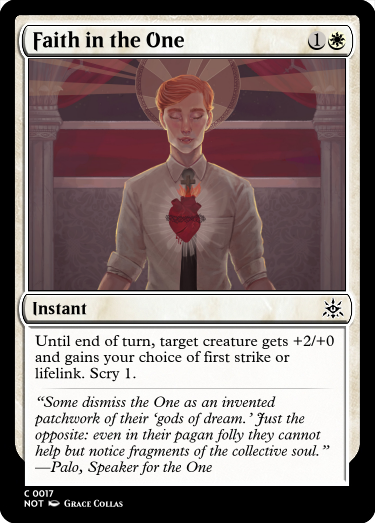 Faith in the One 1
Instant
Until end of turn, target creature gets +2/+0
and gains your choice of first strike or
lifelink. Scry 1.
“Some dismiss the One as an invented
patchwork of their ‘gods of dream.’ Just the
opposite: even in their pagan folly they cannot
help but notice fragments of the collective soul.”
—Palo, Speaker for the One
C 0017
NOT Grace Collas